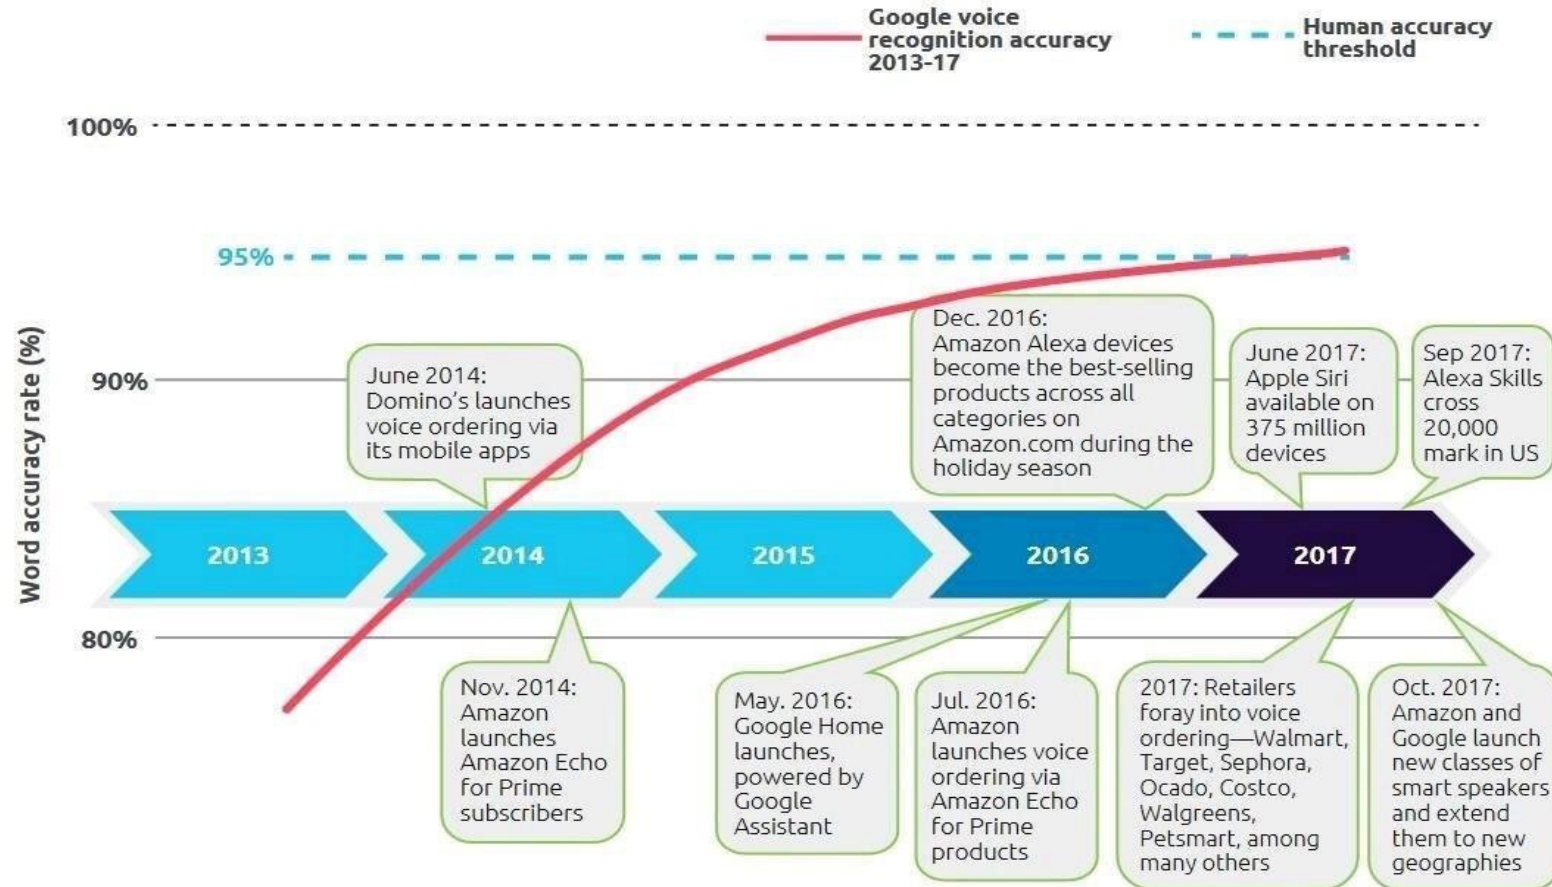 Google voice
recognition accuracy
2013-17
Human accuracy
threshold
100%
95%
90%
80%
Word accuracy rate (%)
June 2014:
Domino’s launches
voice ordering via
its mobile apps
Dec. 2016:
Amazon Alexa devices
become the best-selling
products across all
categories on
Amazon.com during the
holiday season
June 2017:
Apple Siri
available on
375 million
devices
Sep 2017:
Alexa Skills
cross
20,000
mark in US
2013
2014
2015
2016
2017
Nov. 2014:
Amazon
launches
Amazon Echo
for Prime
subscribers
May. 2016:
Google Home
launches,
powered by
Google
Assistant
Jul. 2016:
Amazon
launches voice
ordering via
Amazon Echo
for Prime
products
2017: Retailers
foray into voice
ordering—Walmart,
Target, Sephora,
Ocado, Costco,
Walgreens,
Petsmart, among
many others
Oct. 2017:
Amazon and
Google launch
new classes of
smart speakers
and extend
them to new
geographies